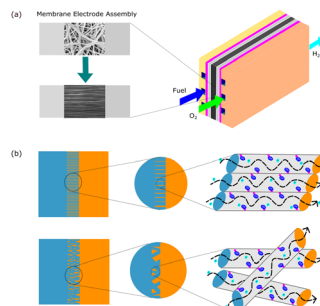 (a)
Membrane Electrode Assembly
H₂
Fuel
O₂
(b)